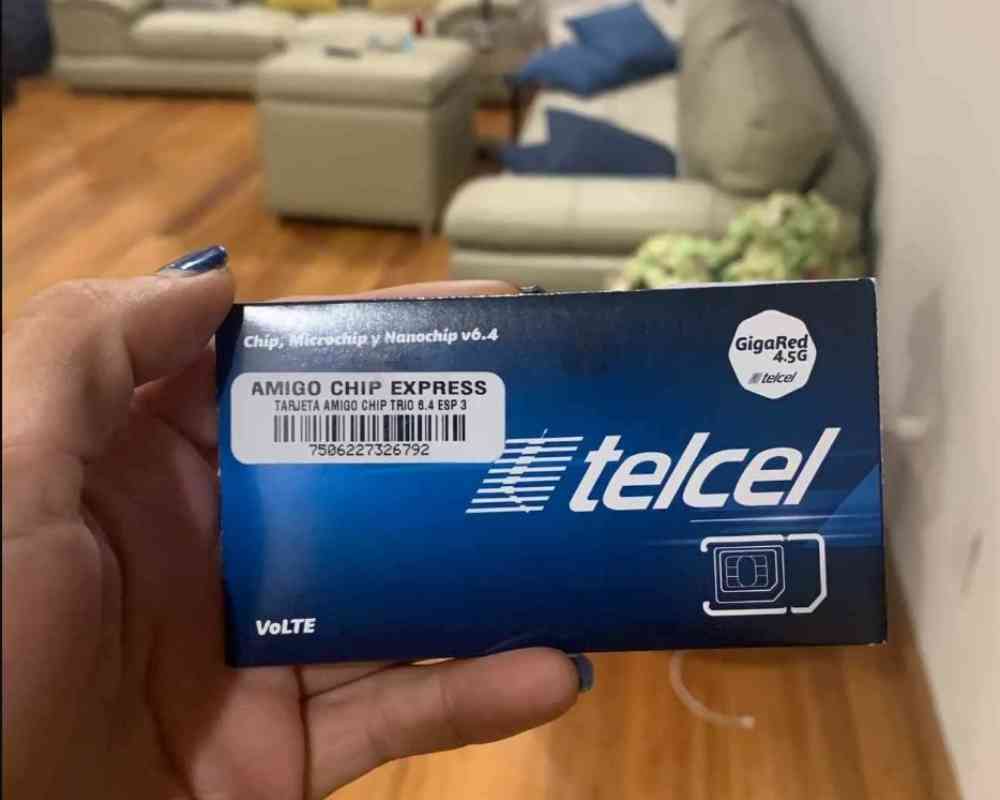 Chip, Microchip y Nanochip v6.4
GigaRed
4.5G
telcel
AMIGO CHIP EXPRESS
TARJETA AMIGO CHIP TRIO 6.4 ESP 3
7506227326792
telcel
VoLTE